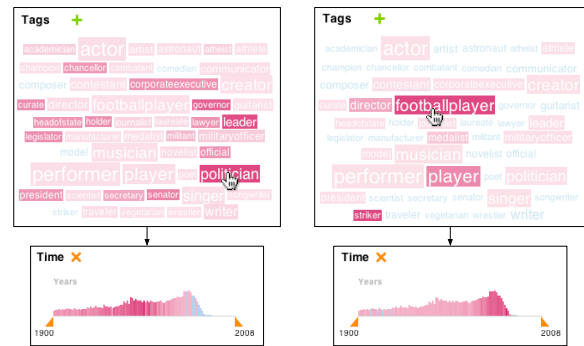 Tags +
academician actor artist astronaut atheist athlete
champion chancellor combatant comedian communicator
composer contestant corporateexecutive creator
curate director footballplayer governor guitarist
headofstate holder journalist laureate lawyer leader
legislator manufacturer medalist militant militaryofficer
model musician novelist official
performer player poet politician
president scientist secretary senator singer songwriter
striker traveler vegetarian wrestler writer
Time ×
Years
1900 2008
Tags +
academician actor artist astronaut atheist athlete
champion chancellor combatant comedian communicator
composer contestant corporateexecutive creator
curate director footballplayer governor guitarist
headofstate holder laureate lawyer leader
legislator manufacturer medalist militant militaryofficer
model musician novelist official
performer player poet politician
president scientist secretary senator singer songwriter
striker traveler vegetarian wrestler writer
Time ×
Years
1900 2008